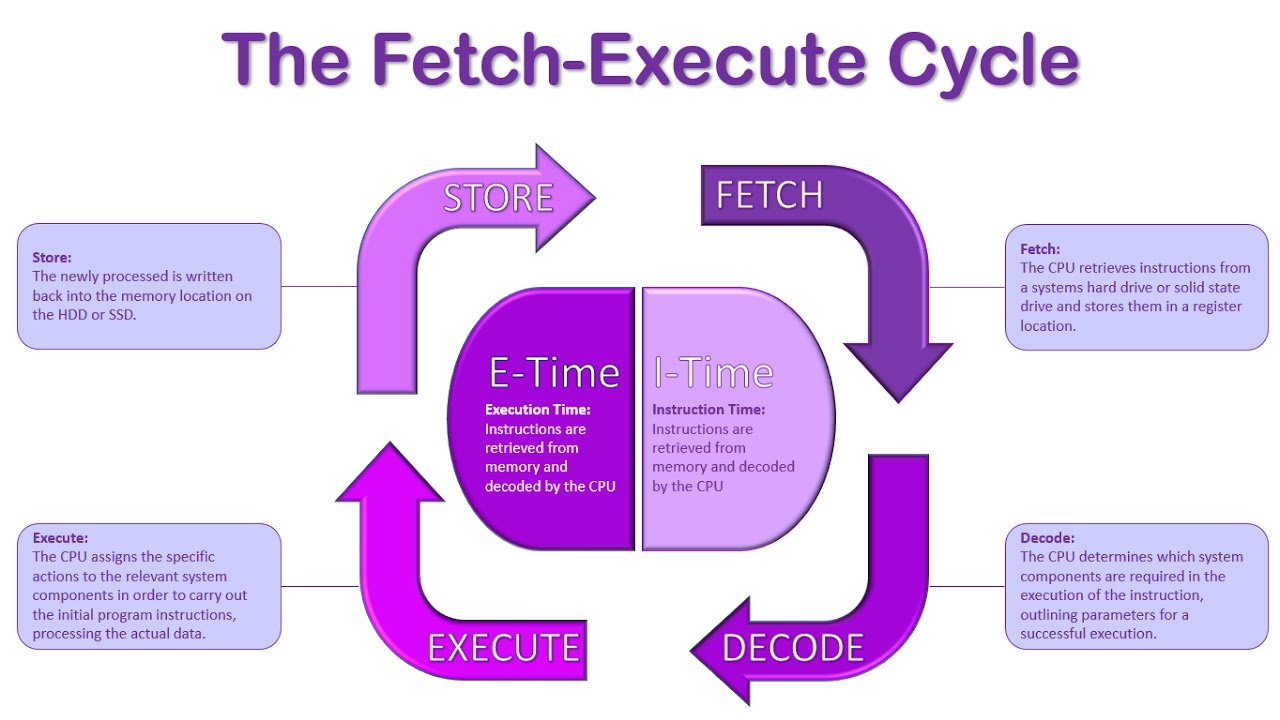 The Fetch-Execute Cycle
STORE
FETCH
Store:
The newly processed is written
back into the memory location on
the HDD or SSD.
Fetch:
The CPU retrieves instructions from
a systems hard drive or solid state
drive and stores them in a register
location.
E-Time
Execution Time:
Instructions are
retrieved from
memory and
decoded by the CPU
I-Time
Instruction Time:
Instructions are
retrieved from
memory and decoded
by the CPU
Execute:
The CPU assigns the specific
actions to the relevant system
components in order to carry out
the initial program instructions,
processing the actual data.
EXECUTE
DECODE
Decode:
The CPU determines which system
components are required in the
execution of the instruction,
outlining parameters for a
successful execution.